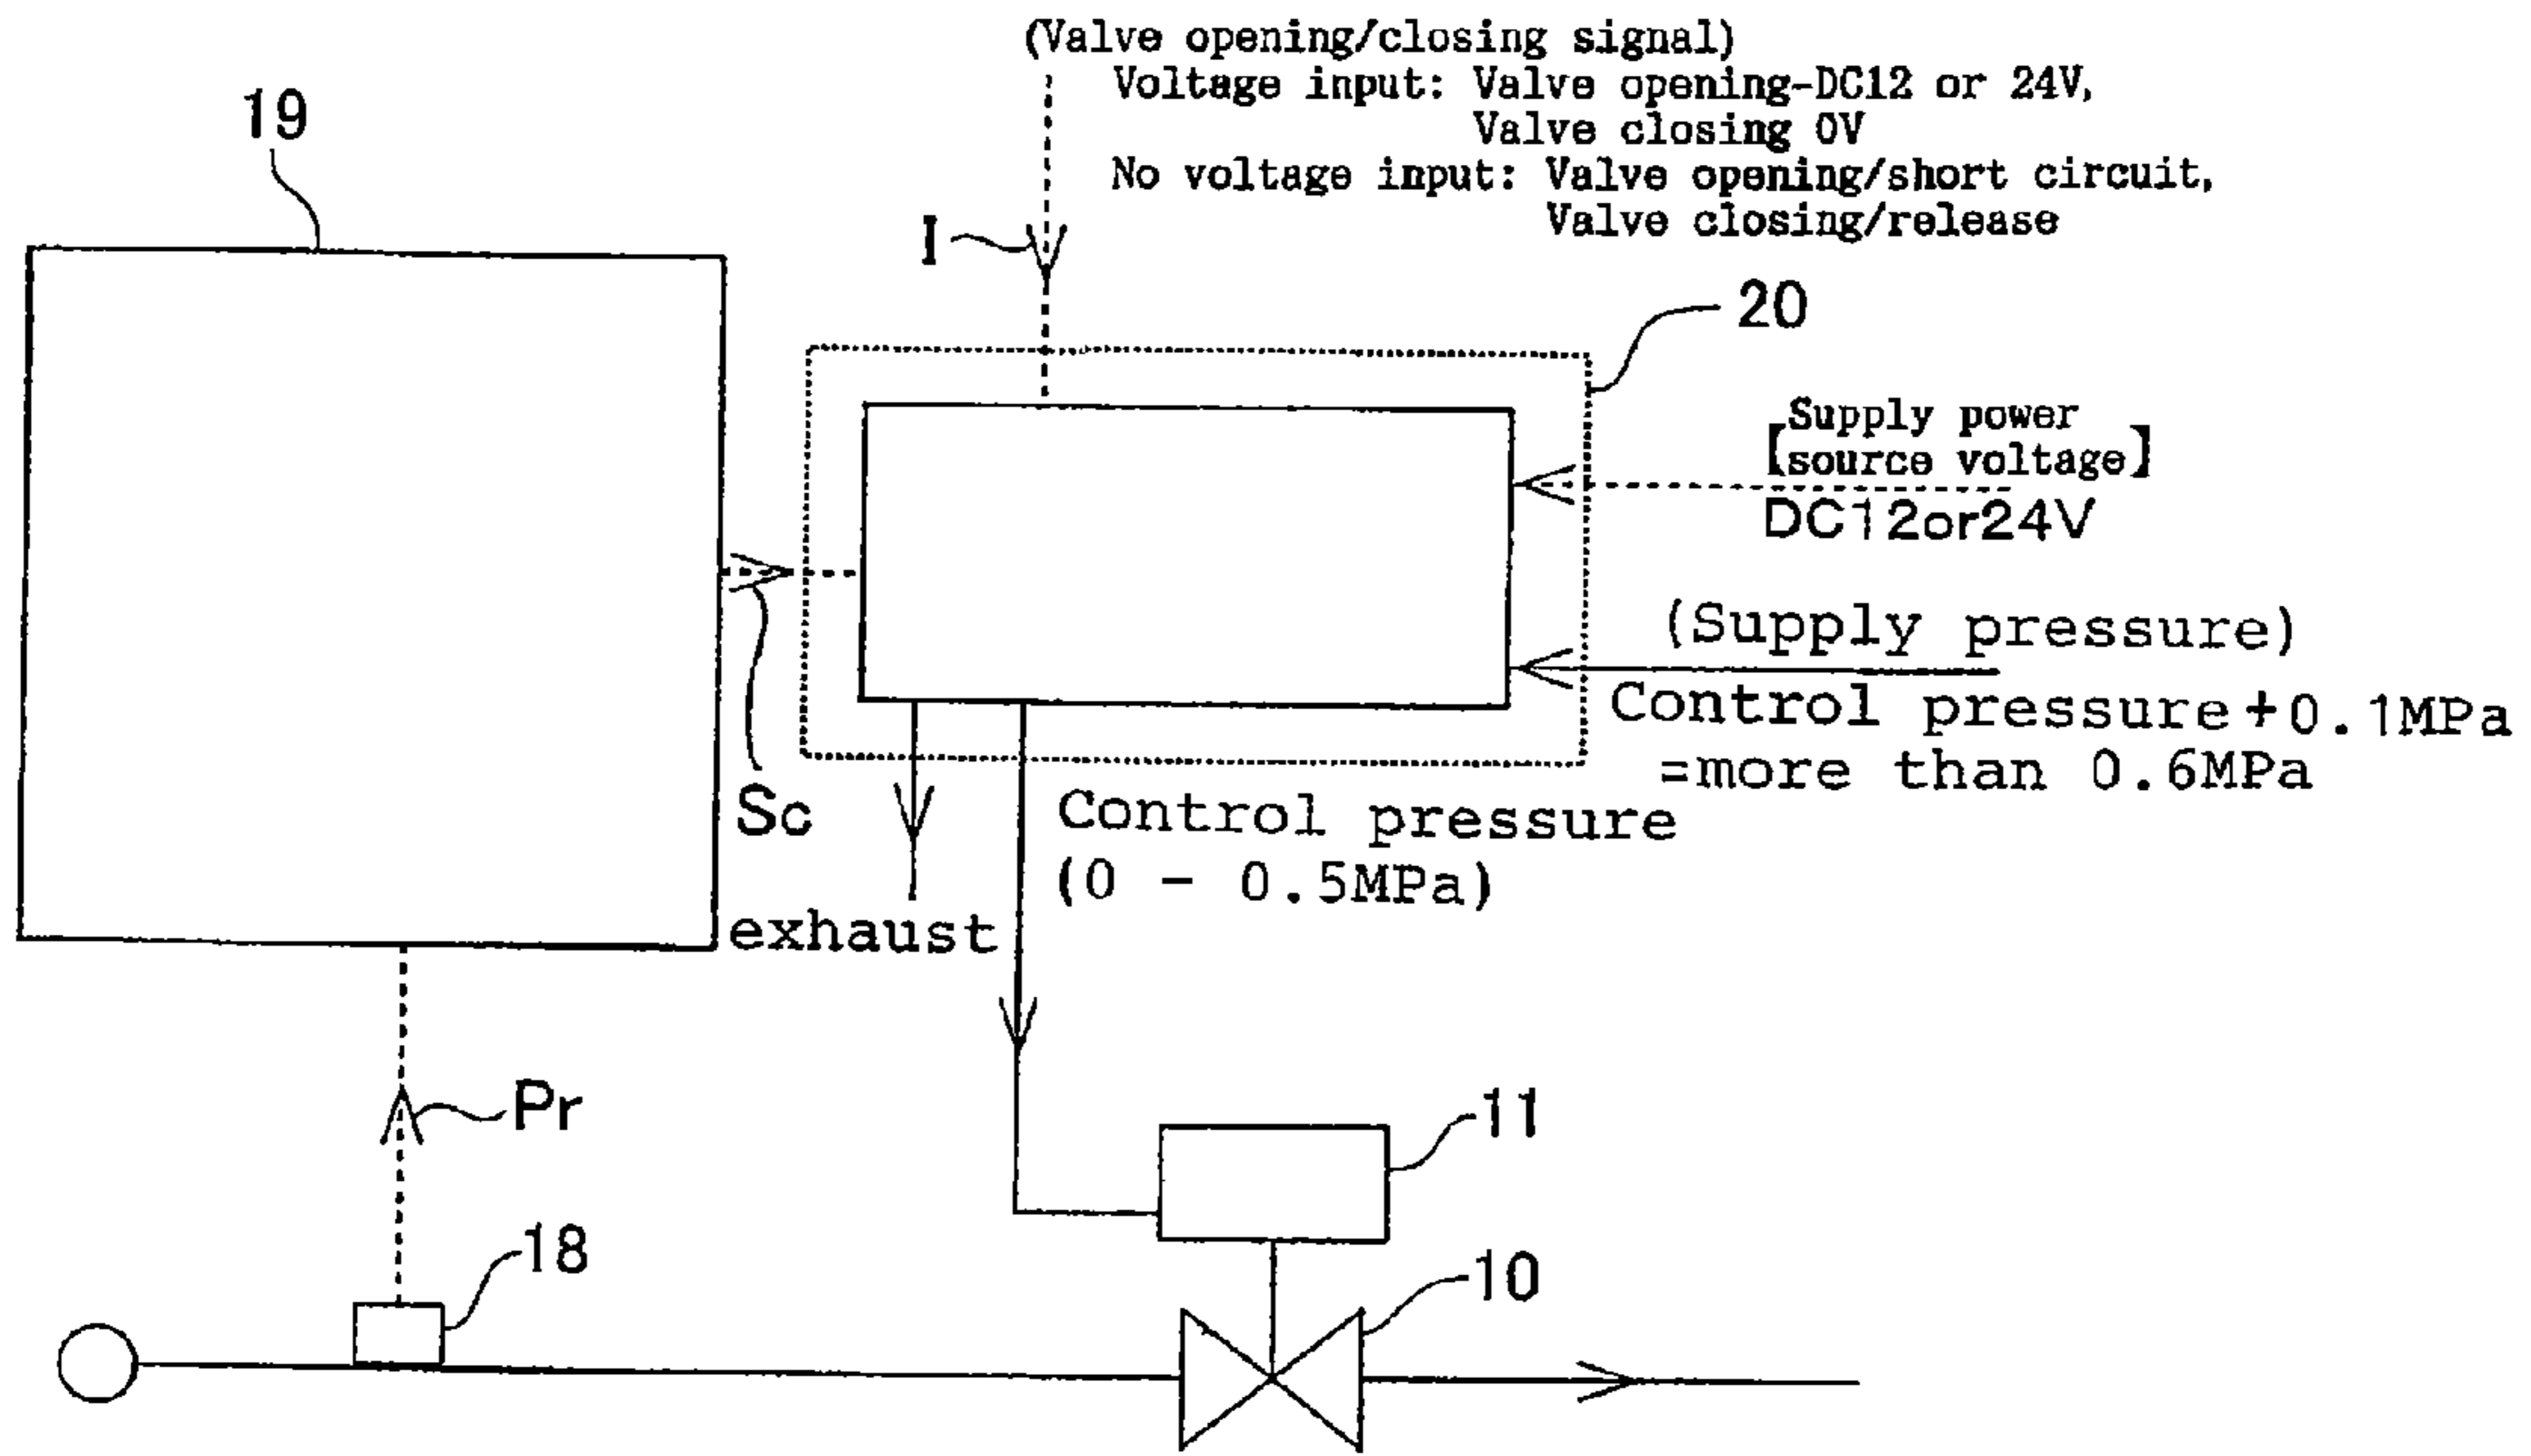 (Valve opening/closing signal)
Voltage input: Valve opening-DC12 or 24V,
Valve closing 0V
No voltage input: Valve opening/short circuit,
Valve closing/release
19
I
20
【Supply power
source voltage】
DC12or24V
(Supply pressure)
Control pressure+0.1MPa
=more than 0.6MPa
Sc
Control pressure
(0 - 0.5MPa)
exhaust
Pr
11
18
10